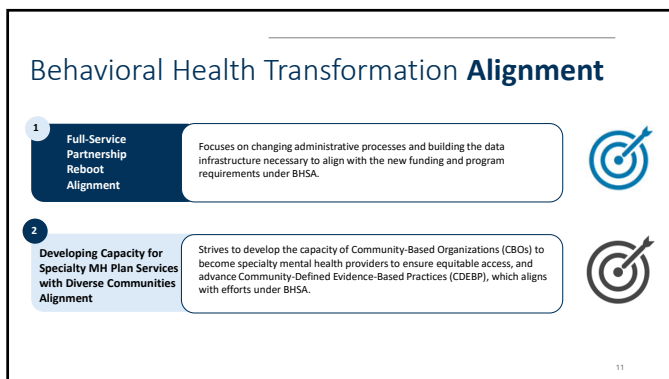 Behavioral Health Transformation Alignment
1
Full-Service
Partnership
Reboot
Alignment
Focuses on changing administrative processes and building the data
infrastructure necessary to align with the new funding and program
requirements under BHSA.
2
Developing Capacity for
Specialty MH Plan Services
with Diverse Communities
Alignment
Strives to develop the capacity of Community-Based Organizations (CBOs) to
become specialty mental health providers to ensure equitable access, and
advance Community-Defined Evidence-Based Practices (CDEBP), which aligns
with efforts under BHSA.
11